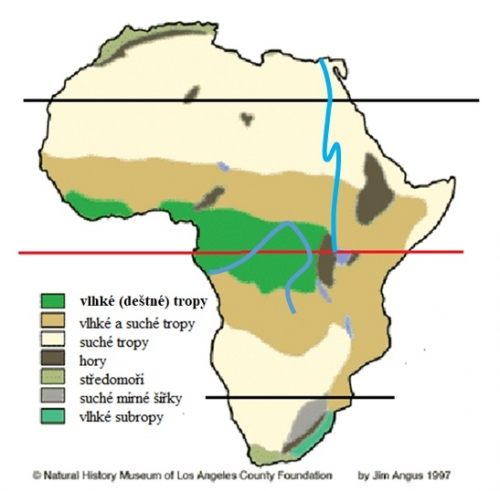 vlhké (deštné) tropy
vlhké a suché tropy
suché tropy
hory
středomoří
suché mírné šířky
vlhké subropy
© Natural History Museum of Los Angeles County Foundation by Jim Angus 1997